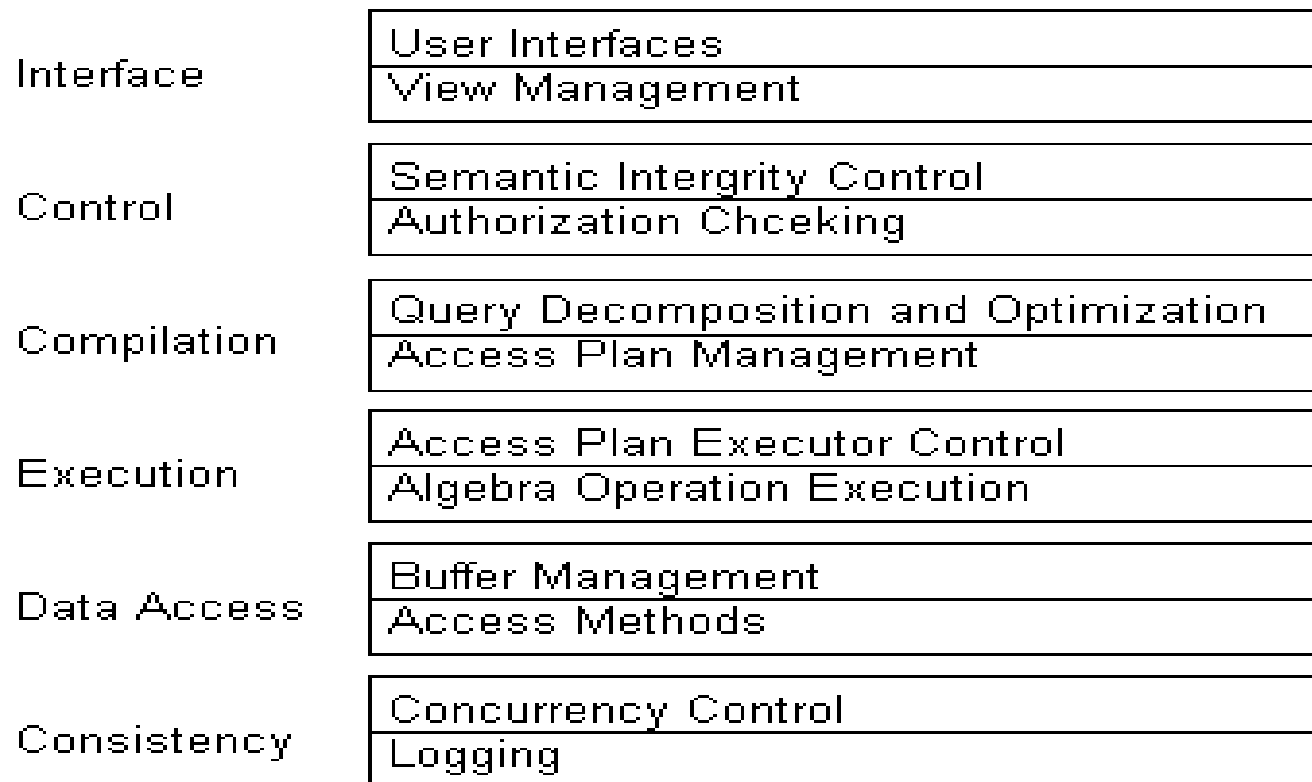 Interface
User Interfaces
View Management
Control
Semantic Intergrity Control
Authorization Chceking
Compilation
Query Decomposition and Optimization
Access Plan Management
Execution
Access Plan Executor Control
Algebra Operation Execution
Data Access
Buffer Management
Access Methods
Consistency
Concurrency Control
Logging